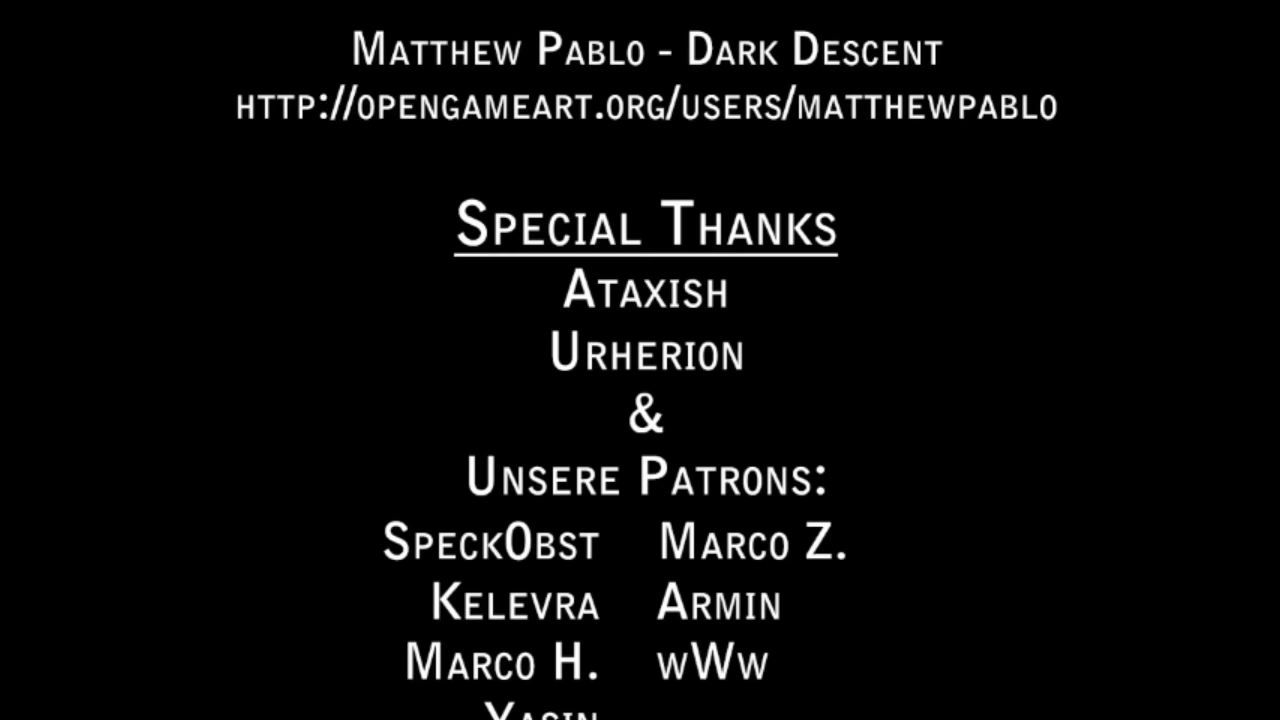 Matthew Pablo - Dark Descent
http://opengameart.org/users/matthewpablo
Special Thanks
Ataxish
Urherion
&
Unsere Patrons:
SpeckObst Marco Z.
Kelevra Armin
Marco H. wWw
Yasin